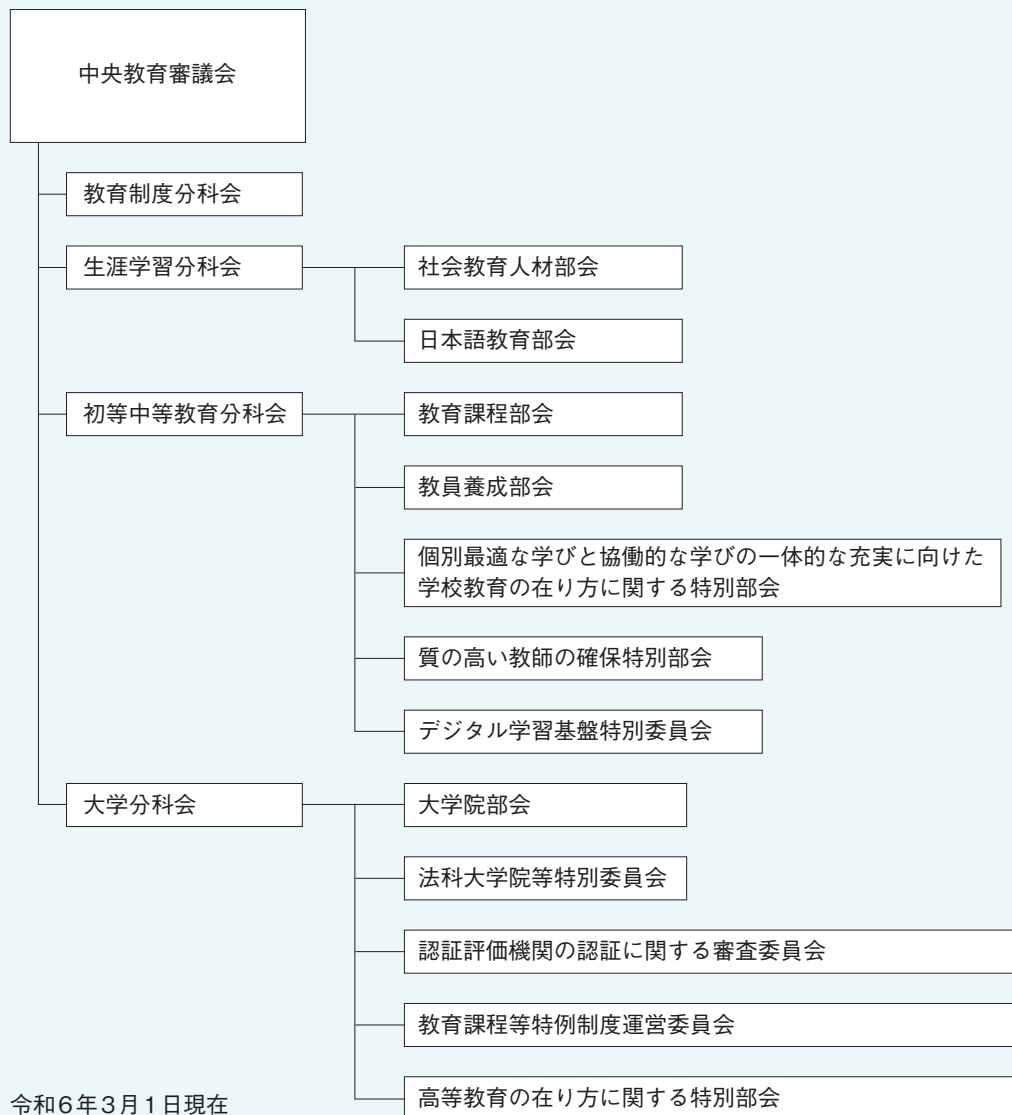 中央教育審議会
教育制度分科会
生涯学習分科会
社会教育人材部会
日本語教育部会
初等中等教育分科会
教育課程部会
教員養成部会
個別最適な学びと協働的な学びの一体的な充実に向けた
学校教育の在り方に関する特別部会
質の高い教師の確保特別部会
デジタル学習基盤特別委員会
大学分科会
大学院部会
法科大学院等特別委員会
認証評価機関の認証に関する審査委員会
教育課程等特例制度運営委員会
高等教育の在り方に関する特別部会
令和6年3月1日現在